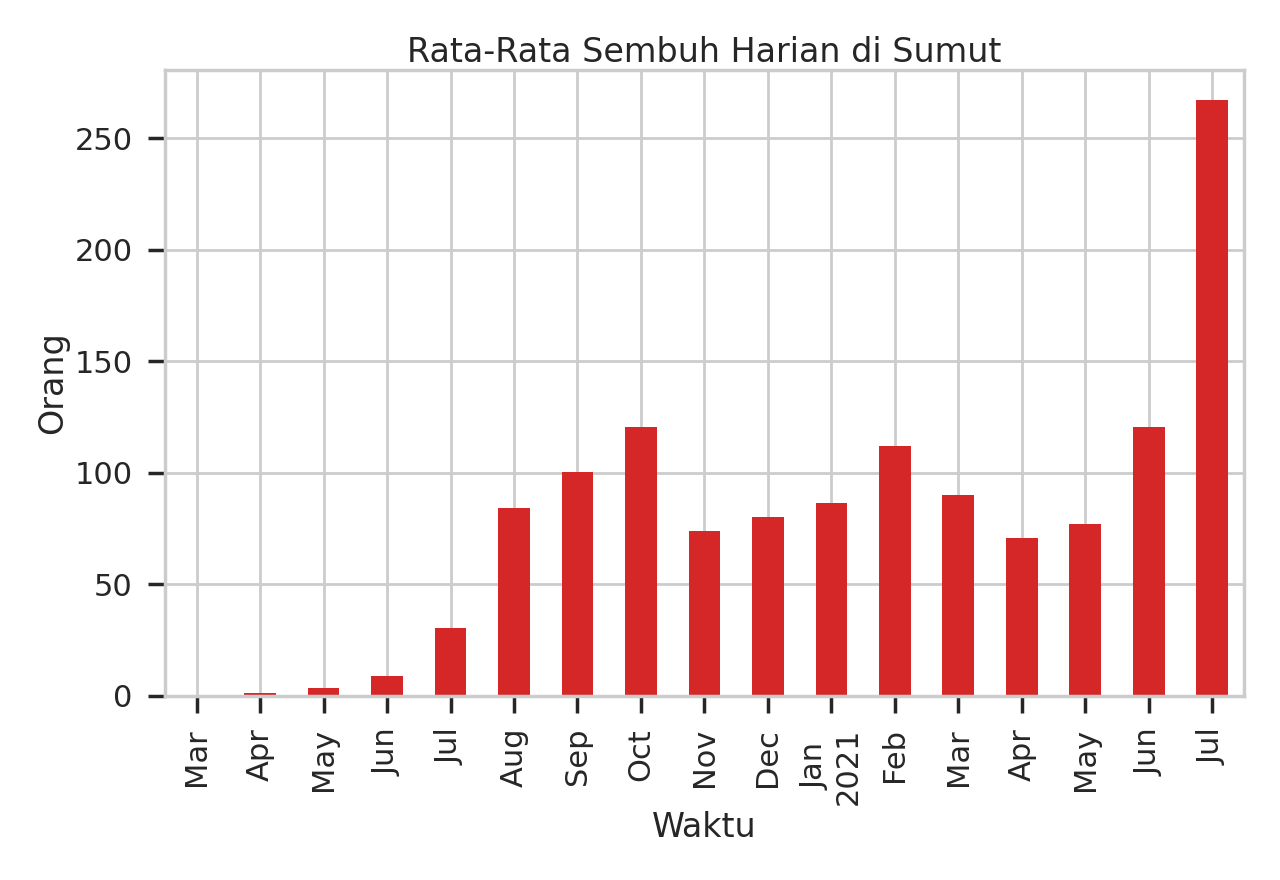 Rata-Rata Sembuh Harian di Sumut
Orang
250
200
150
100
50
0
Mar
Apr
May
Jun
Jul
Aug
Sep
Oct
Nov
Dec
Jan
2021
Feb
Mar
Apr
May
Jun
Jul
Waktu